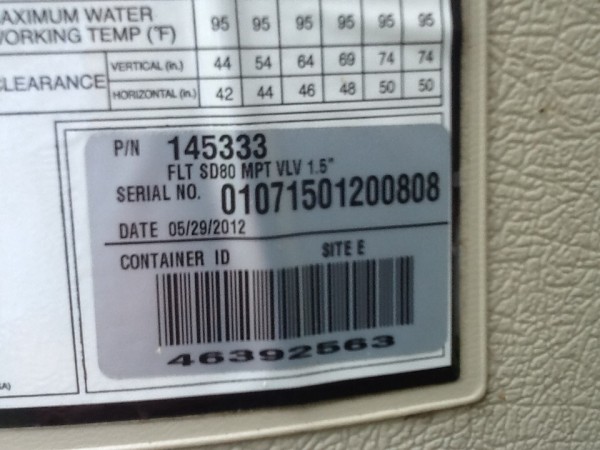 MAXIMUM WATER
WORKING TEMP (°F) 95 95 95 95 95 95
CLEARANCE
VERTICAL (in.) 44 54 64 69 74 74
HORIZONTAL (in.) 42 44 46 48 50 50
P/N 145333
FLT SD80 MPT VLV 1.5"
SERIAL NO. 01071501200808
DATE 05/29/2012
CONTAINER ID SITE E
46392563